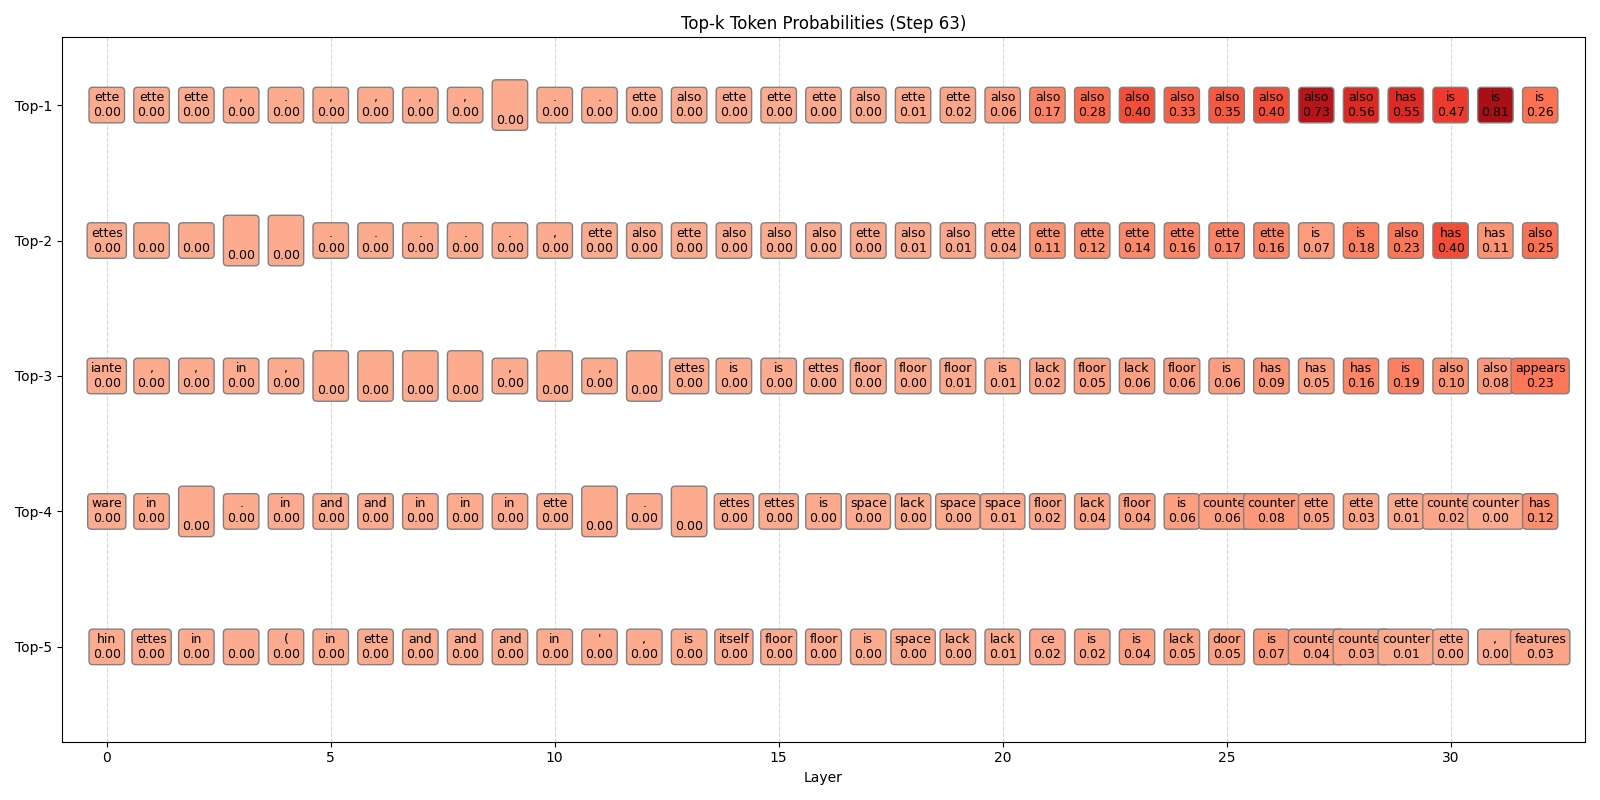 Top-k Token Probabilities (Step 63)
Top-1
ette ette ette , . , , , , . . ette also ette ette ette also ette ette also also also also also also also also also has is is is
0.00 0.00 0.00 0.00 0.00 0.00 0.00 0.00 0.00 0.00 0.00 0.00 0.00 0.00 0.00 0.00 0.00 0.00 0.01 0.02 0.06 0.17 0.28 0.40 0.33 0.35 0.40 0.73 0.56 0.55 0.47 0.81 0.26
Top-2
ettes . . . . . , ette also ette also also also ette also also ette ette ette ette ette ette ette is is also has has also
0.00 0.00 0.00 0.00 0.00 0.00 0.00 0.00 0.00 0.00 0.00 0.00 0.00 0.00 0.00 0.00 0.00 0.00 0.01 0.01 0.04 0.11 0.12 0.14 0.16 0.17 0.16 0.07 0.18 0.23 0.40 0.11 0.25
Top-3
iante , , in , , , ettes is is ettes floor floor floor is lack floor lack floor is has has has is also also appears
0.00 0.00 0.00 0.00 0.00 0.00 0.00 0.00 0.00 0.00 0.00 0.00 0.00 0.00 0.00 0.00 0.00 0.00 0.00 0.01 0.01 0.02 0.05 0.06 0.06 0.06 0.09 0.05 0.16 0.19 0.10 0.08 0.23
Top-4
ware in . in and and in in in ette . ettes ettes is space lack space space floor lack floor is counte counter ette ette ette counte counter has
0.00 0.00 0.00 0.00 0.00 0.00 0.00 0.00 0.00 0.00 0.00 0.00 0.00 0.00 0.00 0.00 0.00 0.00 0.00 0.00 0.01 0.02 0.04 0.04 0.06 0.06 0.08 0.05 0.03 0.01 0.02 0.00 0.12
Top-5
hin ettes in ( in ette and and and in ' , is itself floor floor is space lack lack ce is is lack door is counte counte counter ette , features
0.00 0.00 0.00 0.00 0.00 0.00 0.00 0.00 0.00 0.00 0.00 0.00 0.00 0.00 0.00 0.00 0.00 0.00 0.00 0.00 0.01 0.02 0.02 0.04 0.05 0.05 0.07 0.04 0.03 0.01 0.00 0.00 0.03
0 5 10 15 20 25 30
Layer